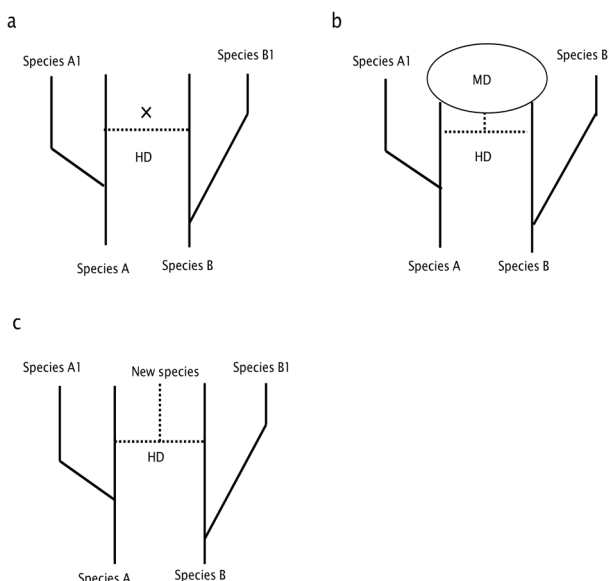 a
Species A1
Species B1
×
HD
Species A
Species B
b
Species A1
Species B
MD
HD
Species A
Species B
c
Species A1
New species
Species B1
HD
Species A
Species B